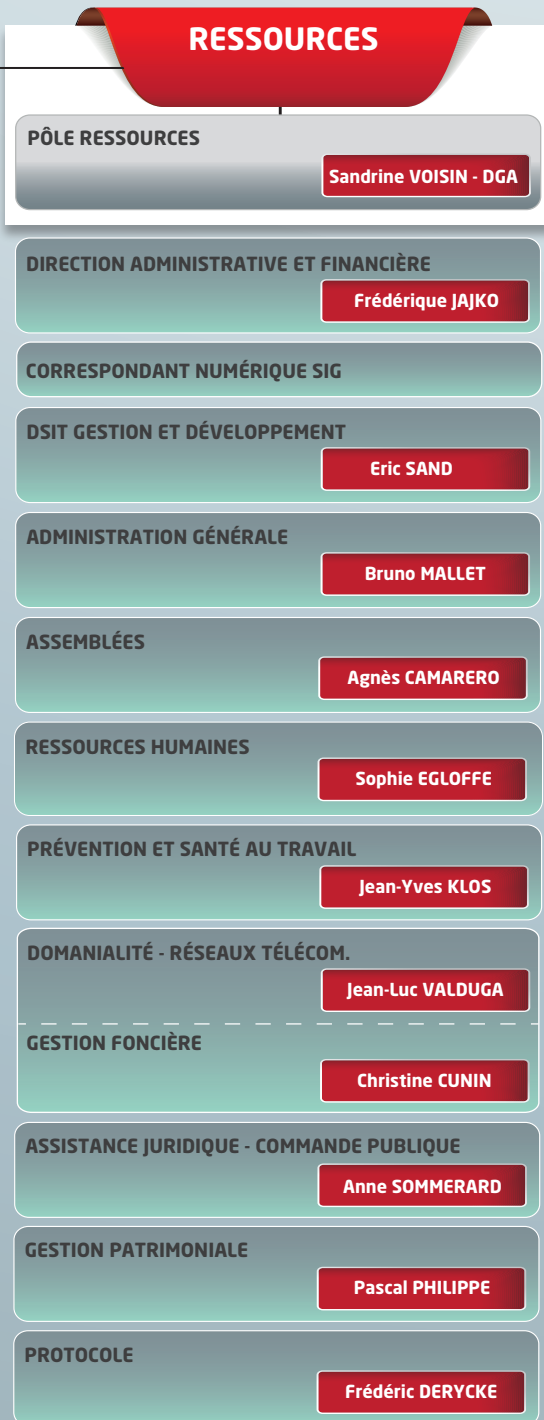 RESSOURCES
PÔLE RESSOURCES
Sandrine VOISIN - DGA
DIRECTION ADMINISTRATIVE ET FINANCIÈRE
Frédérique JAJKO
CORRESPONDANT NUMÉRIQUE SIG
DSIT GESTION ET DÉVELOPPEMENT
Eric SAND
ADMINISTRATION GÉNÉRALE
Bruno MALLET
ASSEMBLÉES
Agnès CAMARERO
RESSOURCES HUMAINES
Sophie EGLOFFE
PRÉVENTION ET SANTÉ AU TRAVAIL
Jean-Yves KLOS
DOMANIALITÉ - RÉSEAUX TÉLÉCOM.
Jean-Luc VALDUGA
GESTION FONCIÈRE
Christine CUNIN
ASSISTANCE JURIDIQUE - COMMANDE PUBLIQUE
Anne SOMMERARD
GESTION PATRIMONIALE
Pascal PHILIPPE
PROTOCOLE
Frédéric DERYCKE